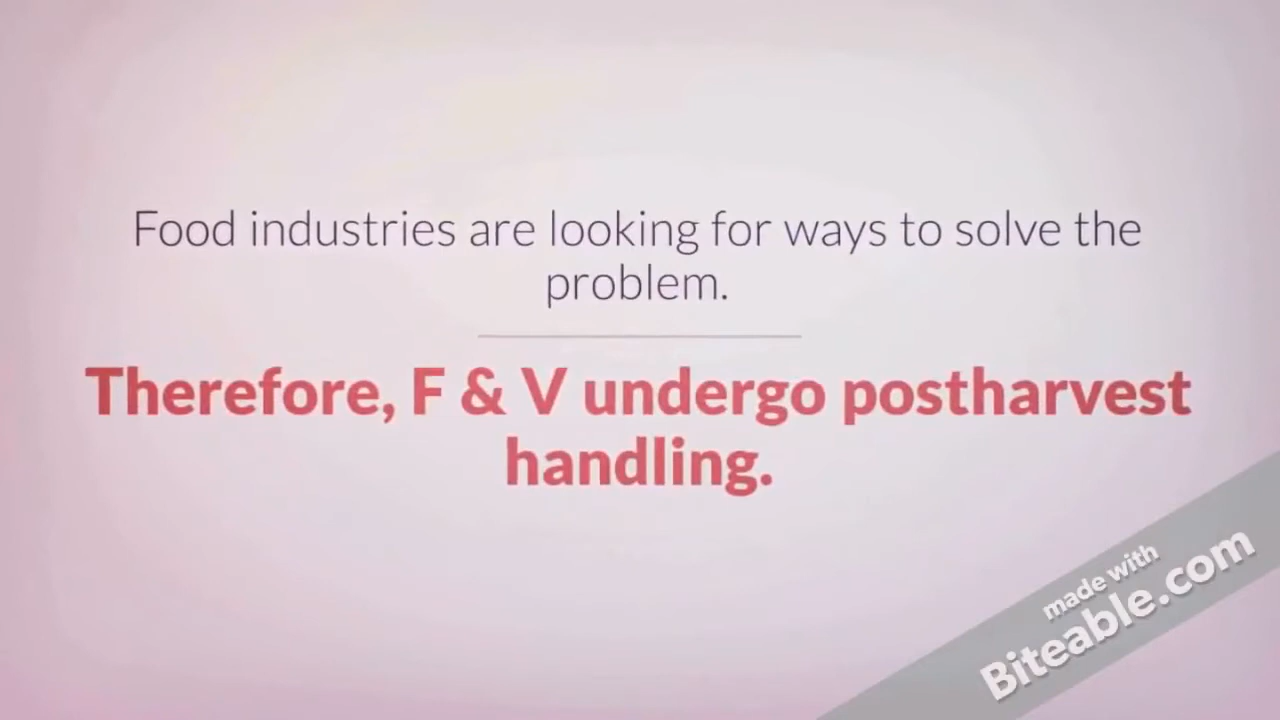 Food industries are looking for ways to solve the
problem.
Therefore, F & V undergo postharvest
handling.
made with
Biteable.com